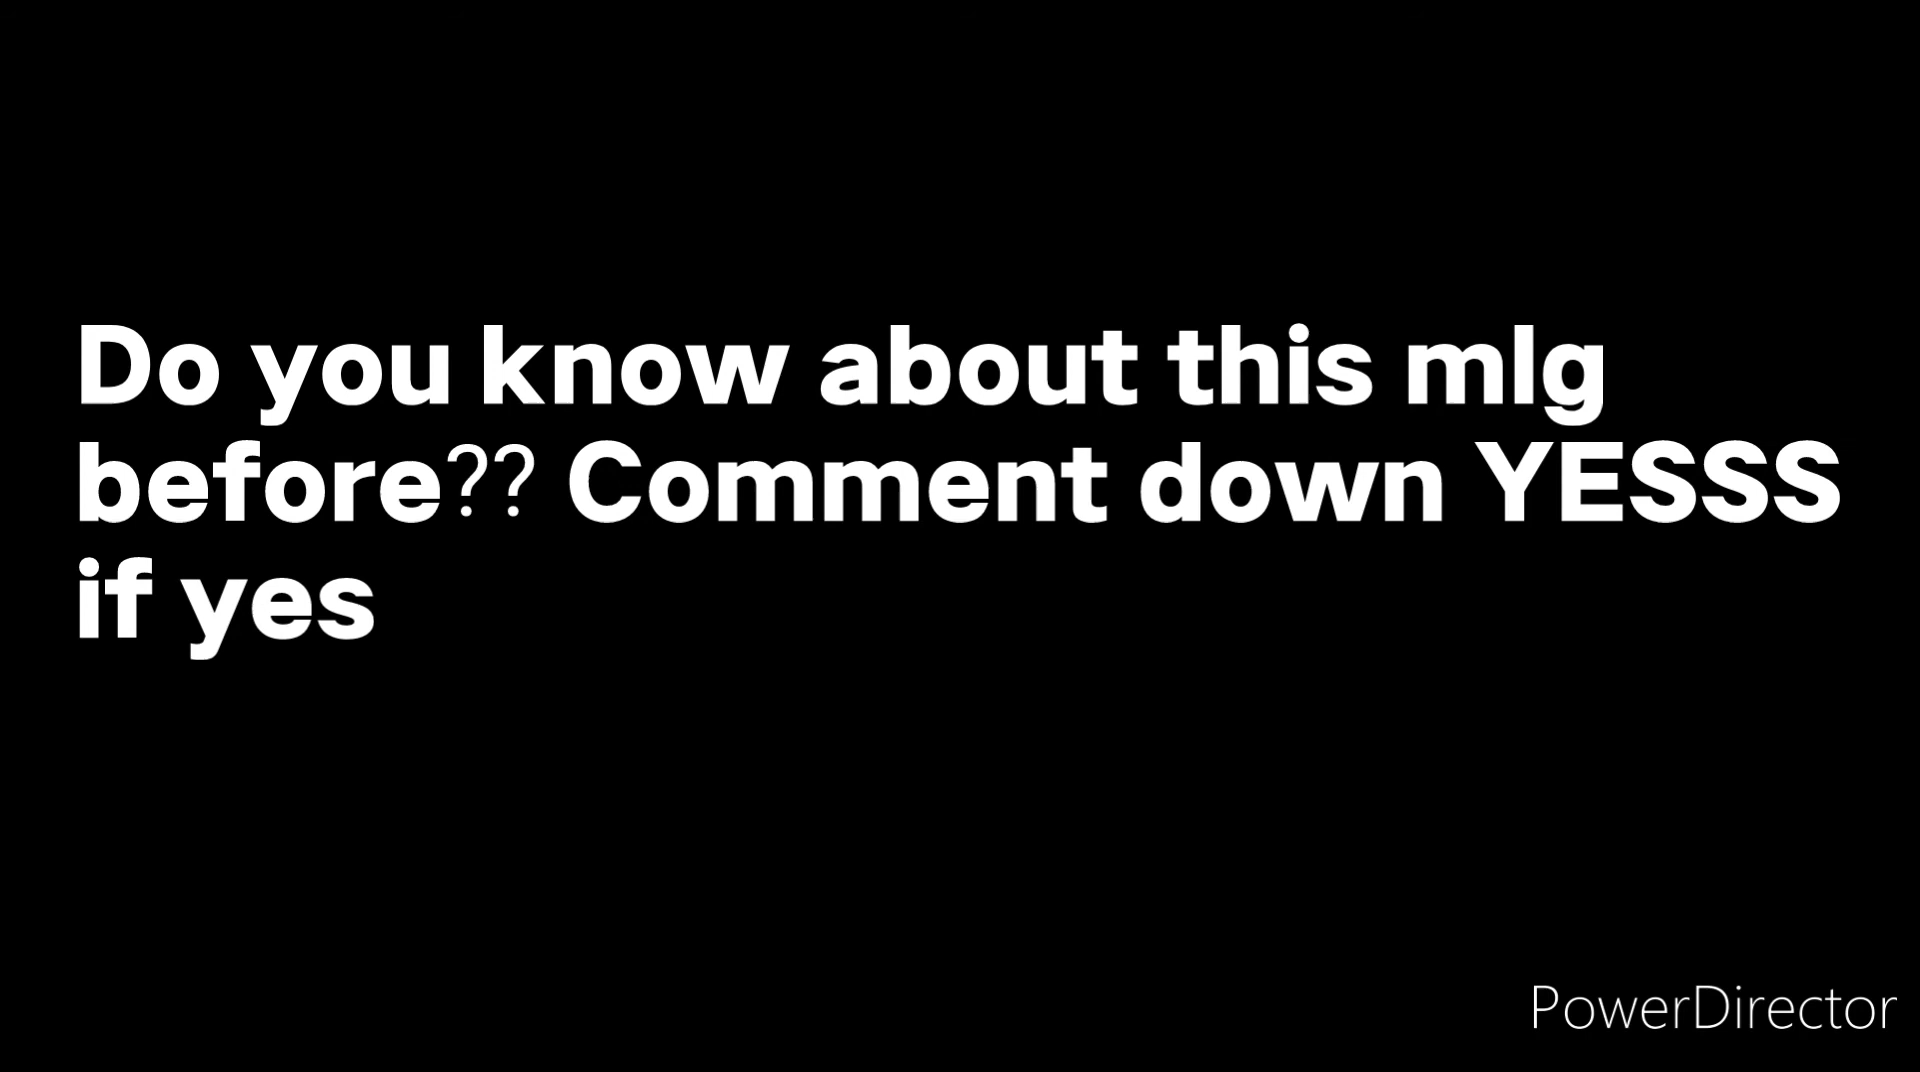 Do you know about this mlg
before?? Comment down YESSS
if yes
PowerDirector